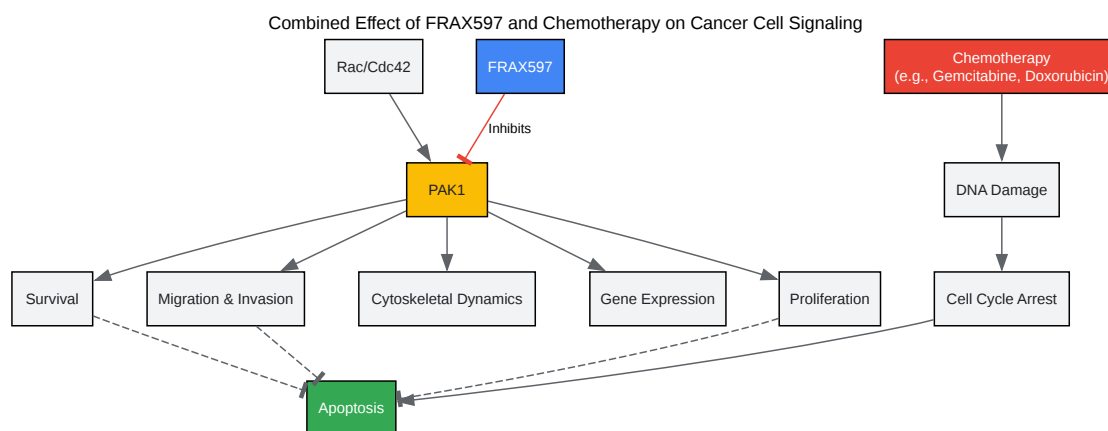 Combined Effect of FRAX597 and Chemotherapy on Cancer Cell Signaling
Rac/Cdc42
FRAX597
Chemotherapy
(e.g., Gemcitabine, Doxorubicin)
Inhibits
PAK1
DNA Damage
Survival
Migration & Invasion
Cytoskeletal Dynamics
Gene Expression
Proliferation
Cell Cycle Arrest
Apoptosis